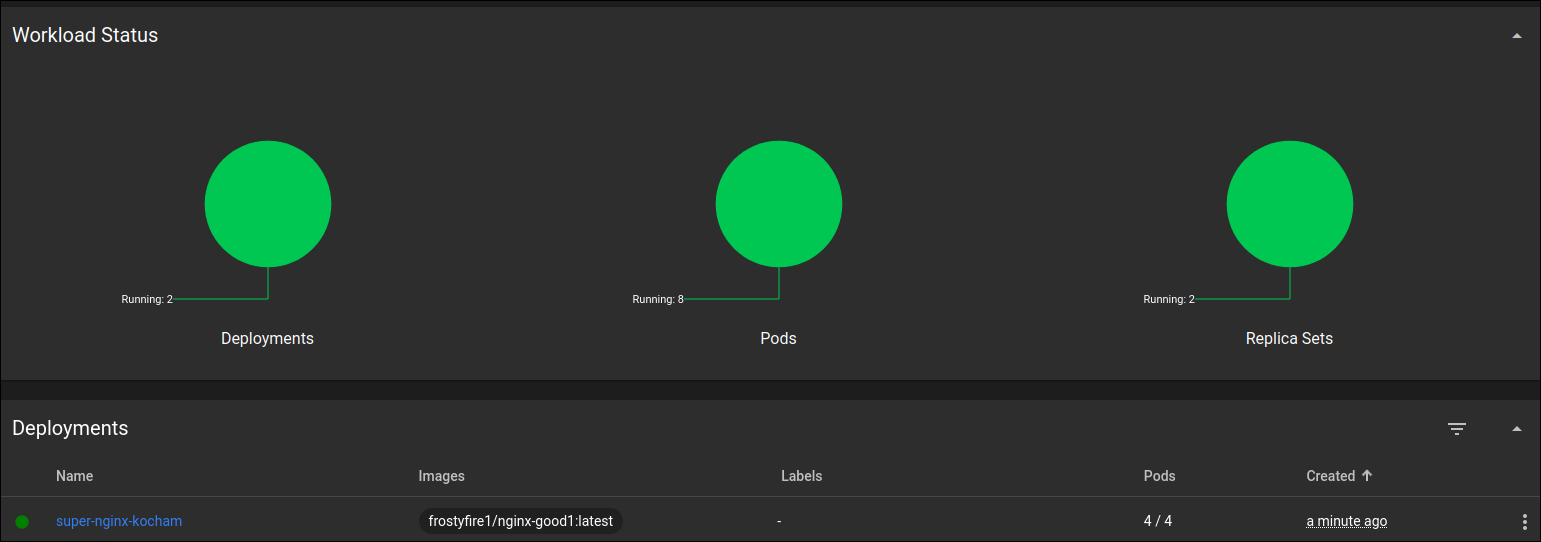 Workload Status
Running: 2
Running: 8
Running: 2
Deployments
Pods
Replica Sets
Deployments
Name Images Labels Pods Created
super-nginx-kocham frostyfire1/nginx-good1:latest - 4 / 4 a minute ago